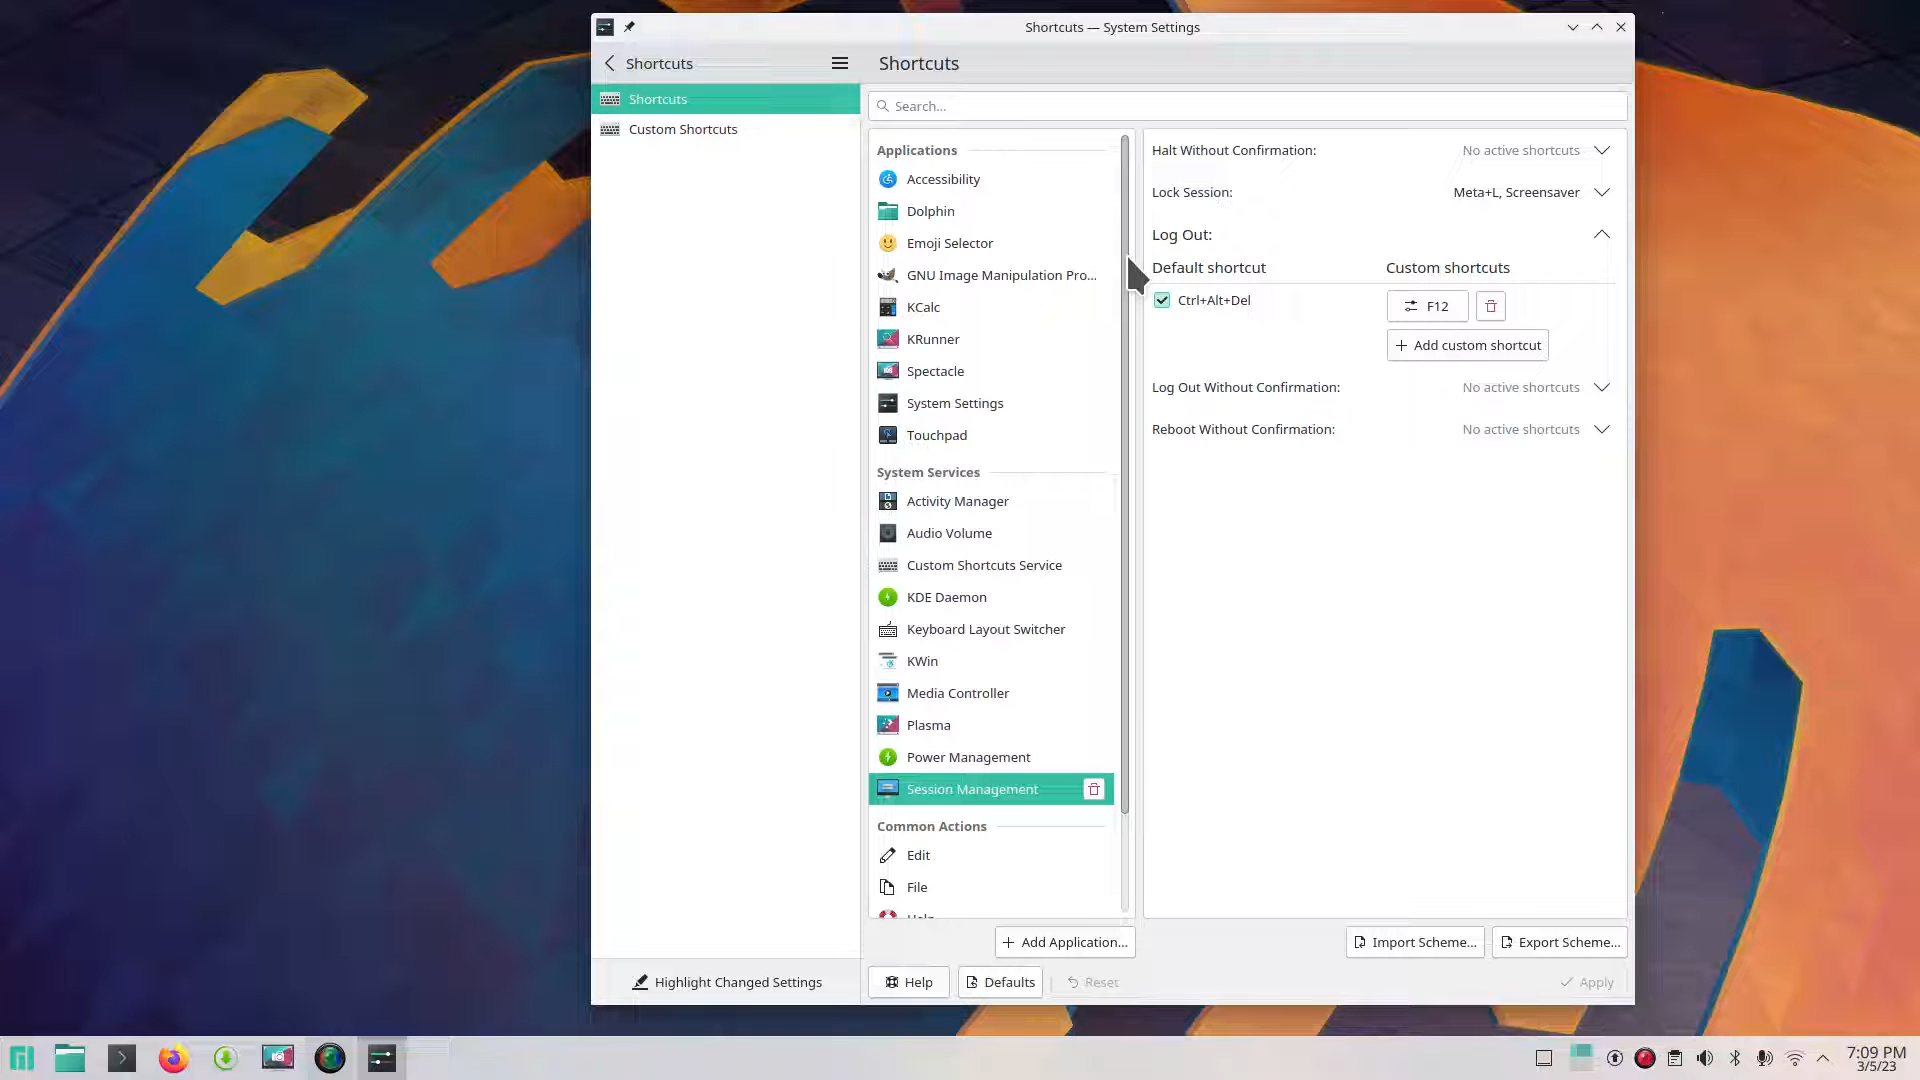 Shortcuts — System Settings
Shortcuts
Shortcuts
Shortcuts
Custom Shortcuts
Search...
Applications
Accessibility
Dolphin
Emoji Selector
GNU Image Manipulation Pro...
KCalc
KRunner
Spectacle
System Settings
Touchpad
System Services
Activity Manager
Audio Volume
Custom Shortcuts Service
KDE Daemon
Keyboard Layout Switcher
KWin
Media Controller
Plasma
Power Management
Session Management
Common Actions
Edit
File
Help
Halt Without Confirmation: No active shortcuts
Lock Session: Meta+L, Screensaver
Log Out:
Default shortcut Custom shortcuts
Ctrl+Alt+Del F12
Add custom shortcut
Log Out Without Confirmation: No active shortcuts
Reboot Without Confirmation: No active shortcuts
Add Application... Import Scheme... Export Scheme...
Highlight Changed Settings Help Defaults Reset Apply
7:09 PM
3/5/23